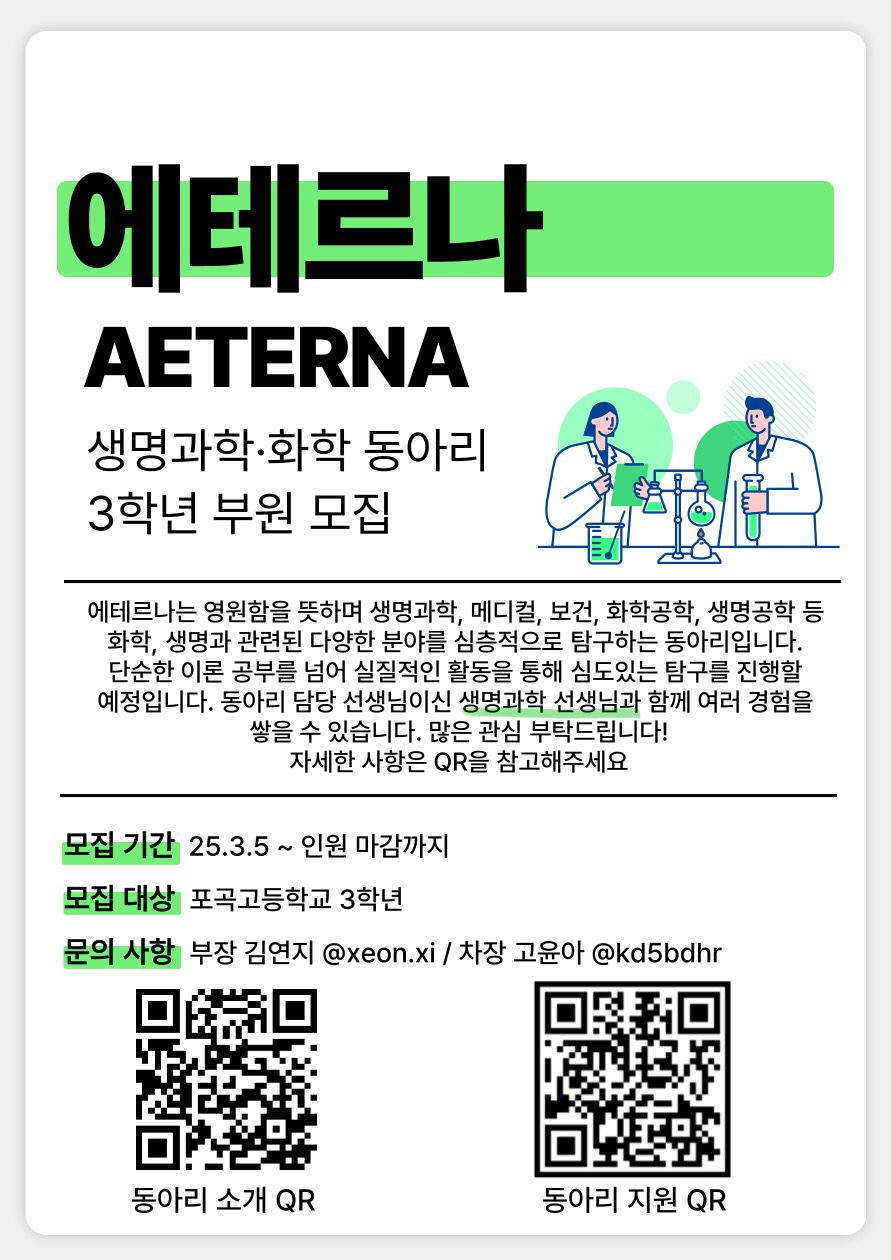 에테르나
AETERNA
생명과학·화학 동아리
3학년 부원 모집
에테르나는 영원함을 뜻하며 생명과학, 메디컬, 보건, 화학공학, 생명공학 등
화학, 생명과 관련된 다양한 분야를 심층적으로 탐구하는 동아리입니다.
단순한 이론 공부를 넘어 실질적인 활동을 통해 심도있는 탐구를 진행할
예정입니다. 동아리 담당 선생님이신 생명과학 선생님과 함께 여러 경험을
쌓을 수 있습니다. 많은 관심 부탁드립니다!
자세한 사항은 QR을 참고해주세요
모집 기간 25.3.5 ~ 인원 마감까지
모집 대상 포곡고등학교 3학년
문의 사항 부장 김연지 @xeon.xi / 차장 고윤아 @kd5bdhr
동아리 소개 QR
동아리 지원 QR